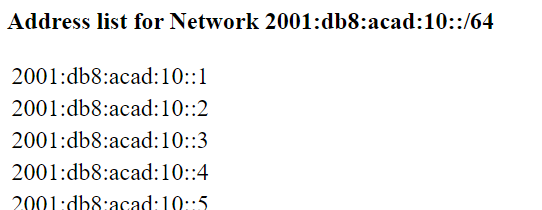 Address list for Network 2001:db8:acad:10::/64
2001:db8:acad:10::1
2001:db8:acad:10::2
2001:db8:acad:10::3
2001:db8:acad:10::4
2001:db8:acad:10::5